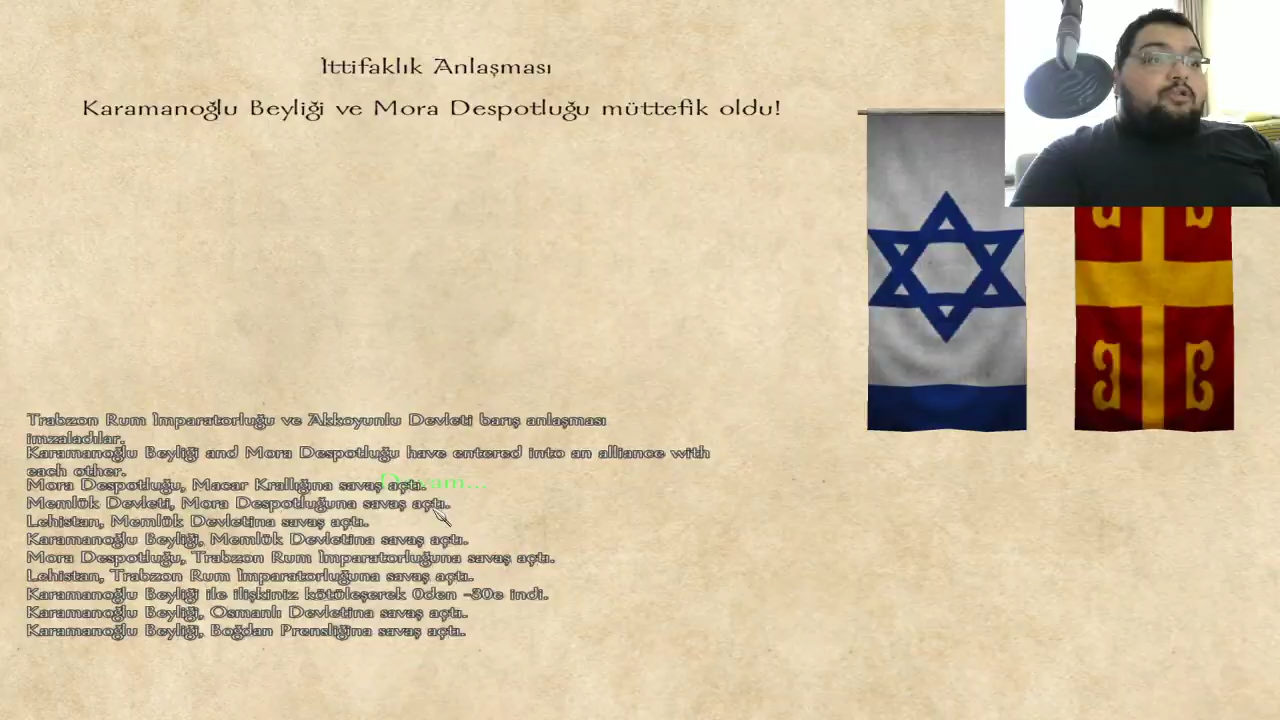 İttifaklık Anlaşması
Karamanoğlu Beyliği ve Mora Despotluğu müttefik oldu!
Trabzon Rum İmparatorluğu ve Akkoyunlu Devleti barış anlaşması
imzaladılar.
Karamanoğlu Beyliği and Mora Despotluğu have entered into an alliance with
each other.
Devam...
Mora Despotluğu, Macar Krallığına savaş açtı.
Memlük Devleti, Mora Despotluğuna savaş açtı.
Lehistan, Memlük Devletina savaş açtı.
Karamanoğlu Beyliği, Memlük Devletina savaş açtı.
Mora Despotluğu, Trabzon Rum İmparatorluğuna savaş açtı.
Lehistan, Trabzon Rum İmparatorluğuna savaş açtı.
Karamanoğlu Beyliği ile ilişkiniz kötüleşerek 0den -30e indi.
Karamanoğlu Beyliği, Osmanlı Devletina savaş açtı.
Karamanoğlu Beyliği, Boğdan Prensliğina savaş açtı.